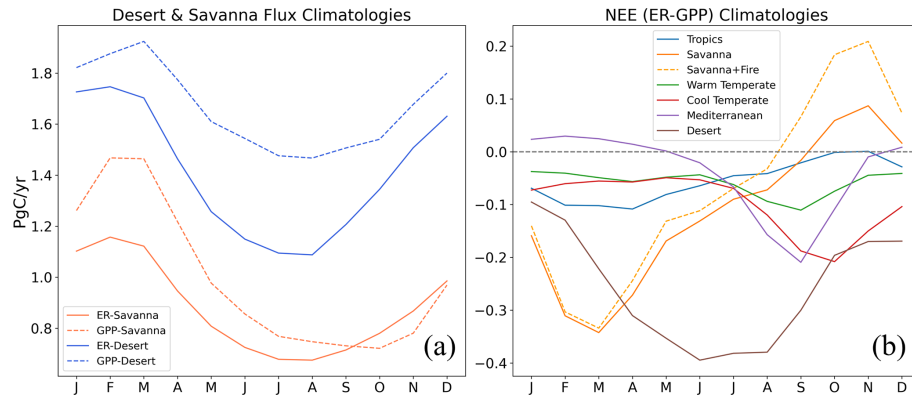 Desert & Savanna Flux Climatologies
PgC/yr
1.8
1.6
1.4
1.2
1.0
0.8
ER-Savanna
GPP-Savanna
ER-Desert
GPP-Desert
(a)
J F M A M J J A S O N D
NEE (ER-GPP) Climatologies
0.2
0.1
0.0
−0.1
−0.2
−0.3
−0.4
Tropics
Savanna
Savanna+Fire
Warm Temperate
Cool Temperate
Mediterranean
Desert
(b)
J F M A M J J A S O N D